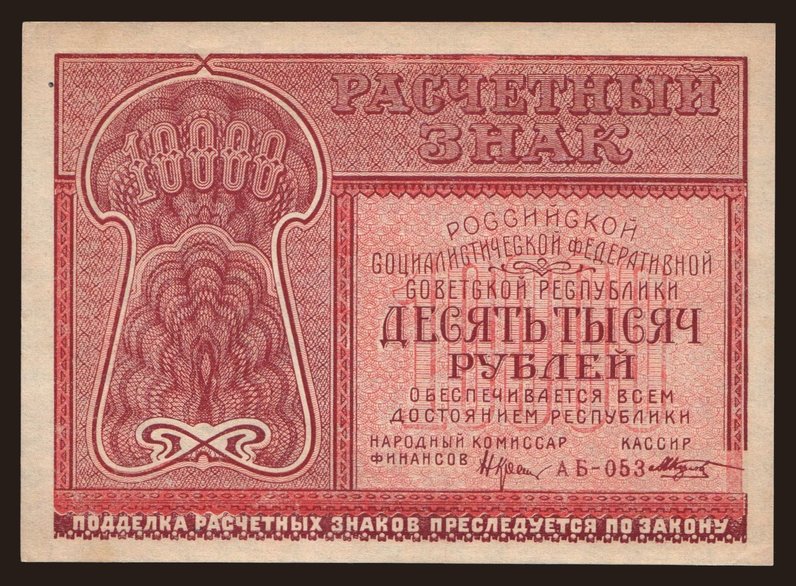 10000
РАСЧЕТНЫЙ
ЗНАК
РОССИЙСКОЙ
СОЦИАЛИСТИЧЕСКОЙ ФЕДЕРАТИВНОЙ
СОВЕТСКОЙ РЕСПУБЛИКИ
10000
ДЕСЯТЬ ТЫСЯЧ
РУБЛЕЙ
ОБЕСПЕЧИВАЕТСЯ ВСЕМ
ДОСТОЯНИЕМ РЕСПУБЛИКИ
НАРОДНЫЙ КОМИССАР КАССИР
ФИНАНСОВ АБ-053
ПОДДЕЛКА РАСЧЕТНЫХ ЗНАКОВ ПРЕСЛЕДУЕТСЯ ПО ЗАКОНУ